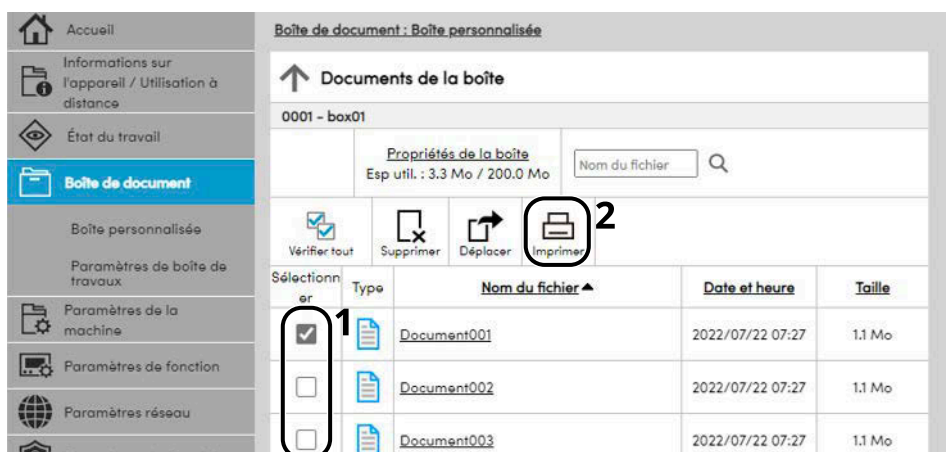 Accueil
Informations sur
l'appareil / Utilisation à
distance
État du travail
Boîte de document
Boîte personnalisée
Paramètres de boîte de
travaux
Paramètres de la
machine
Paramètres de fonction
Paramètres réseau
Boîte de document : Boîte personnalisée
Documents de la boîte
0001 - box01
Propriétés de la boîte
Esp util. : 3.3 Mo / 200.0 Mo
Nom du fichier
Vérifier tout
Supprimer
Déplacer
Imprimer
2
Sélectionn
er
Type
Nom du fichier
Date et heure
Taille
1
Document001 2022/07/22 07:27 1.1 Mo
Document002 2022/07/22 07:27 1.1 Mo
Document003 2022/07/22 07:27 1.1 Mo